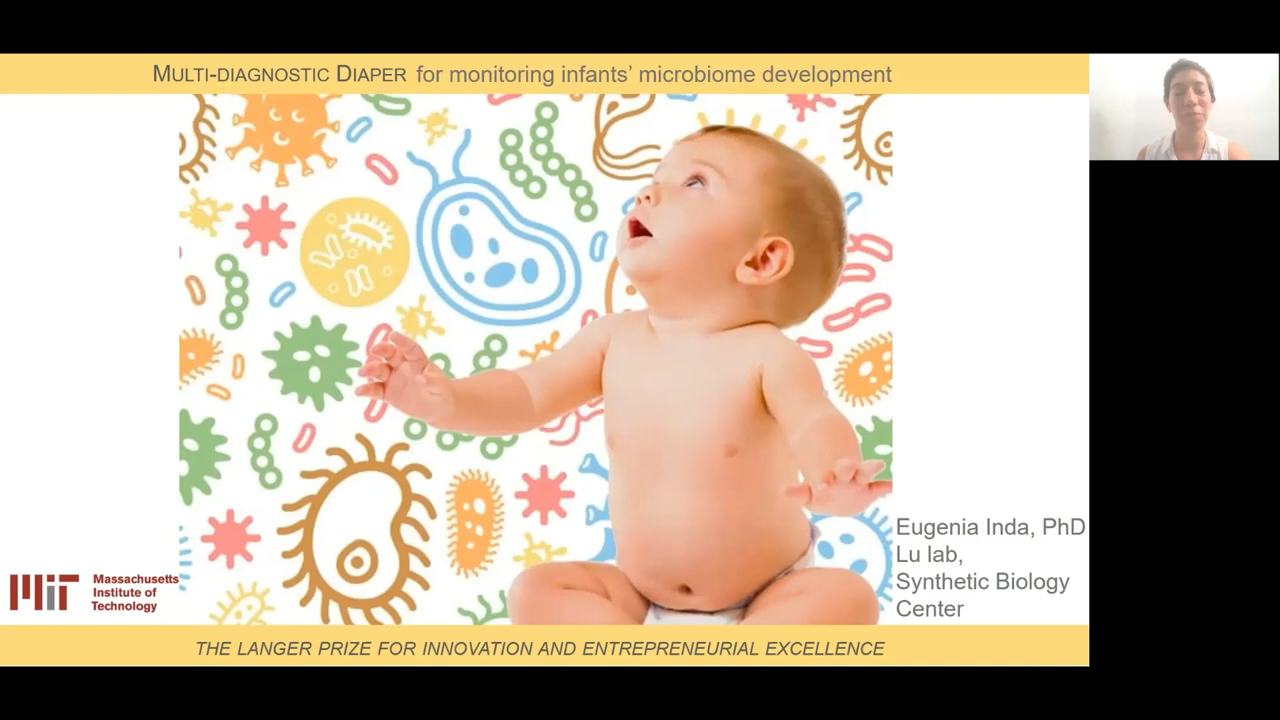 MULTI-DIAGNOSTIC DIAPER for monitoring infants' microbiome development
Eugenia Inda, PhD
Lu lab,
Synthetic Biology
Center
MIT Massachusetts
Institute of
Technology
THE LANGER PRIZE FOR INNOVATION AND ENTREPRENEURIAL EXCELLENCE